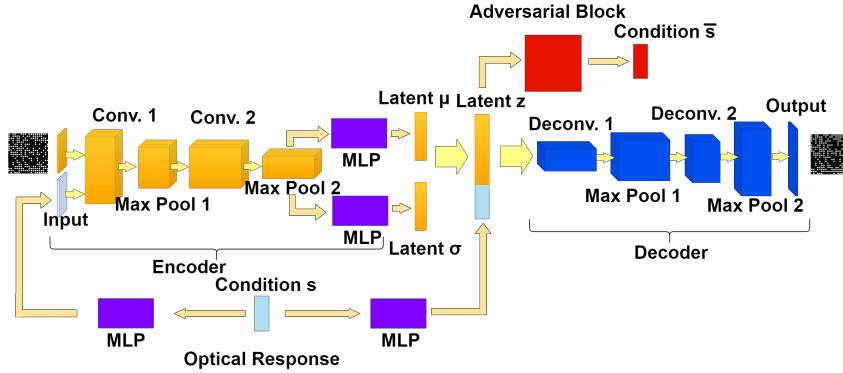 Adversarial Block
Condition s̅
Conv. 1
Conv. 2
Latent μ
Latent z
Deconv. 1
Deconv. 2
Output
MLP
Max Pool 1
Max Pool 2
Max Pool 1
Max Pool 2
Input
MLP
Latent σ
Encoder
Decoder
Condition s
MLP
MLP
Optical Response